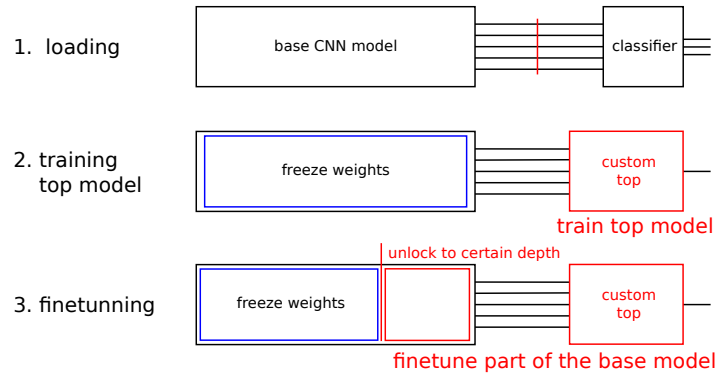 1. loading
base CNN model
classifier
2. training
top model
freeze weights
custom
top
train top model
unlock to certain depth
3. finetunning
freeze weights
custom
top
finetune part of the base model